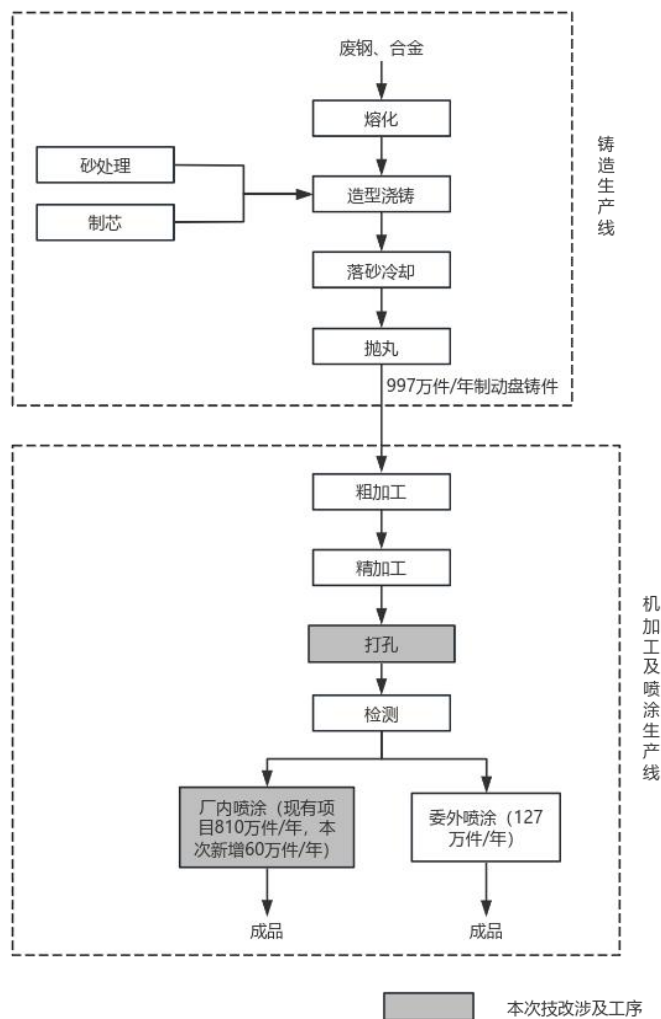 废钢、合金
熔化
砂处理
造型浇铸
制芯
落砂冷却
抛丸
997万件/年制动盘铸件
铸造生产线
粗加工
精加工
打孔
检测
厂内喷涂（现有项
目810万件/年，本
次新增60万件/年）
委外喷涂（127
万件/年）
成品
成品
机加工及喷涂生产线
本次技改涉及工序